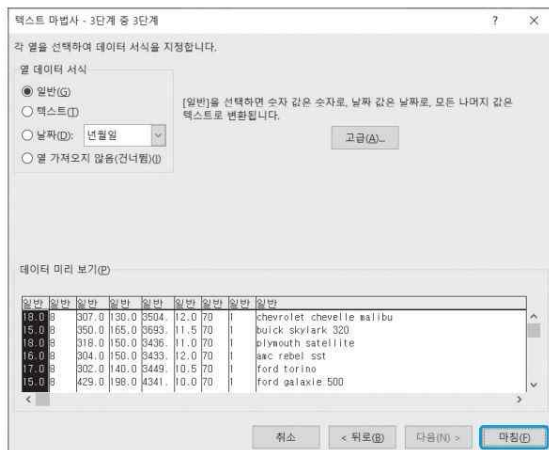 텍스트 마법사 - 3단계 중 3단계 ? ×
각 열을 선택하여 데이터 서식을 지정합니다.
열 데이터 서식
일반(G)
텍스트(T)
날짜(D): 년월일
열 가져오지 않음(건너뜀)(I)
[일반]을 선택하면 숫자 값은 숫자로, 날짜 값은 날짜로, 모든 나머지 값은
텍스트로 변환됩니다.
고급(A)...
데이터 미리 보기(P)
일반 일반 일반 일반 일반 일반 일반 일반 일반
18.0 8 307.0 130.0 3504. 12.0 70 1 chevrolet chevelle malibu
15.0 8 350.0 165.0 3693. 11.5 70 1 buick skylark 320
18.0 8 318.0 150.0 3436. 11.0 70 1 plymouth satellite
16.0 8 304.0 150.0 3433. 12.0 70 1 amc rebel sst
17.0 8 302.0 140.0 3449. 10.5 70 1 ford torino
15.0 8 429.0 198.0 4341. 10.0 70 1 ford galaxie 500
취소 < 뒤로(B) 다음(N) > 마침(F)